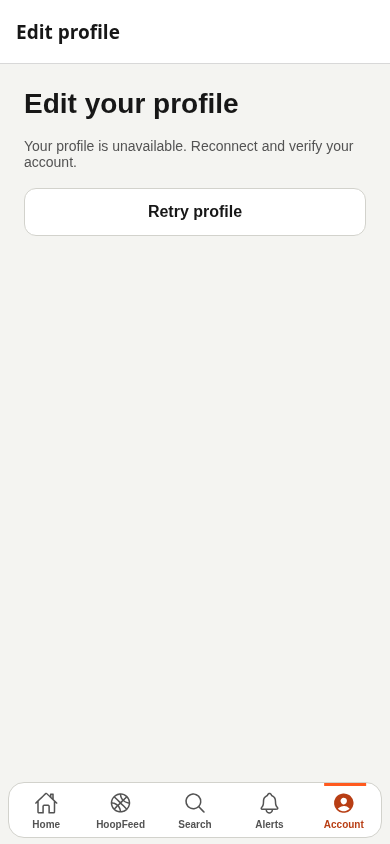 Edit profile
Edit your profile
Your profile is unavailable. Reconnect and verify your
account.
Retry profile
Home
HoopFeed
Search
Alerts
Account